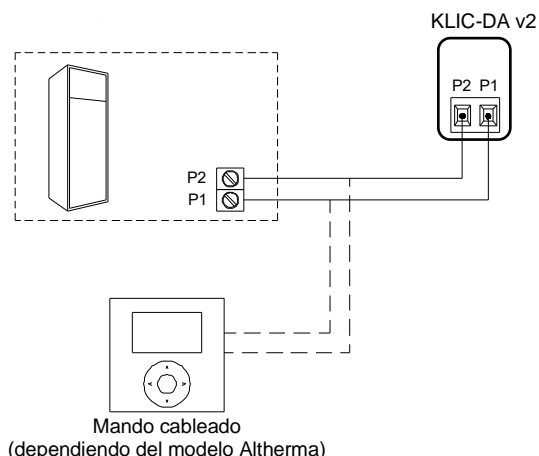 KLIC-DA v2
P2 P1
P2
P1
Mando cableado
(dependiendo del modelo Altherma)